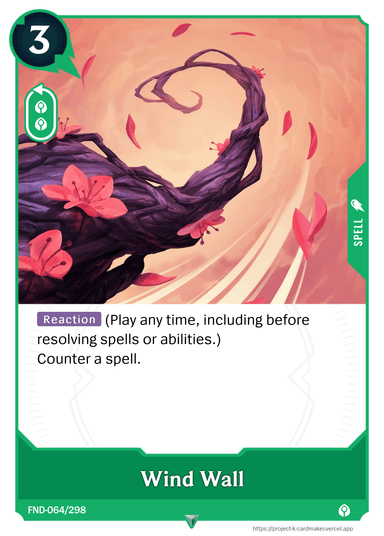 3
SPELL
Reaction (Play any time, including before
resolving spells or abilities.)
Counter a spell.
Wind Wall
FND-064/298
https://project-k-cardmaker.vercel.app